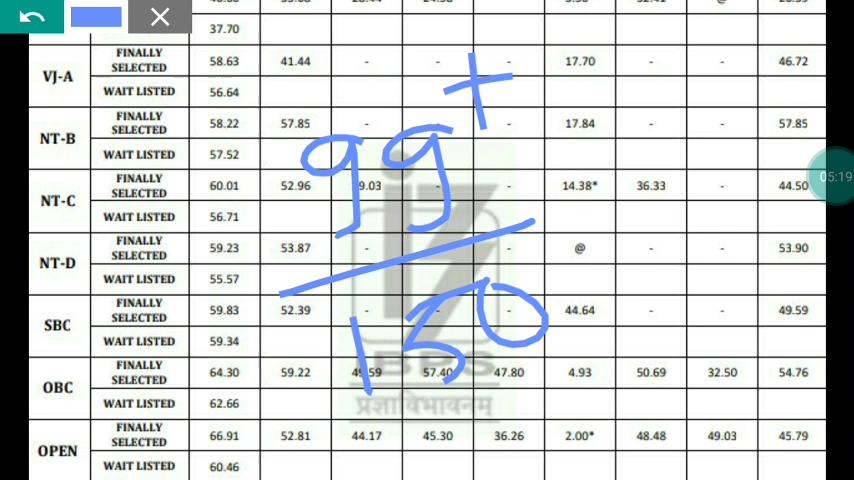 37.70
VJ-A FINALLY SELECTED 58.63 41.44 - - - 17.70 - - 46.72
WAIT LISTED 56.64
NT-B FINALLY SELECTED 58.22 57.85 - - - 17.84 - - 57.85
WAIT LISTED 57.52
NT-C FINALLY SELECTED 60.01 52.96 9.03 - - 14.38* 36.33 - 44.50
WAIT LISTED 56.71
NT-D FINALLY SELECTED 59.23 53.87 - - - @ - - 53.90
WAIT LISTED 55.57
SBC FINALLY SELECTED 59.83 52.39 - - - 44.64 - - 49.59
WAIT LISTED 59.34
OBC FINALLY SELECTED 64.30 59.22 49.59 57.40 47.80 4.93 50.69 32.50 54.76
WAIT LISTED 62.66
OPEN FINALLY SELECTED 66.91 52.81 44.17 45.30 36.26 2.00* 48.48 49.03 45.79
WAIT LISTED 60.46
99+
150
05:19
IBPS
प्रज्ञाविभावनम्